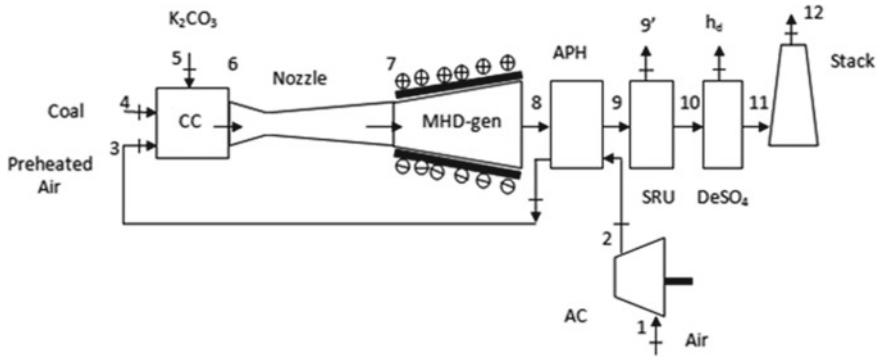 K₂CO₃
5
6
Nozzle
7
APH
9’
h_d
12
Stack
Coal
4
CC
MHD-gen
8
9
10
11
3
Preheated
Air
SRU
DeSO₄
2
AC
1
Air